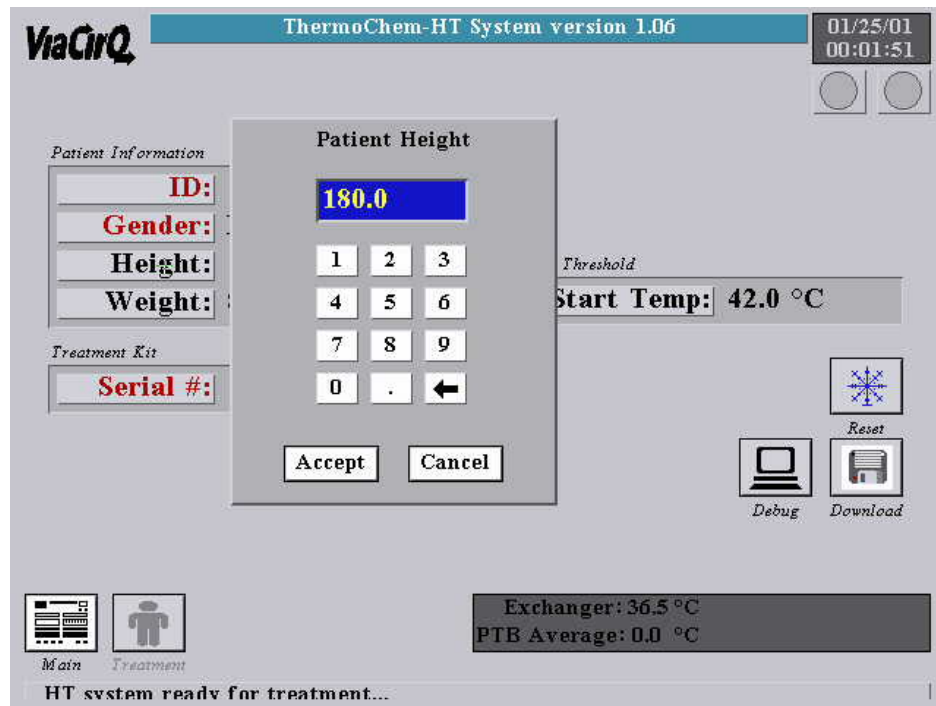 ViaCirQ
ThermoChem-HT System version 1.06
01/25/01
00:01:51
Patient Information
ID:
Gender:
Height:
Weight:
Patient Height
180.0
1 2 3
4 5 6
7 8 9
0 .
Accept Cancel
Threshold
Start Temp: 42.0 °C
Treatment Kit
Serial #:
Reset
Debug Download
Main Treatment
Exchanger: 36.5 °C
PTB Average: 0.0 °C
HT system ready for treatment...